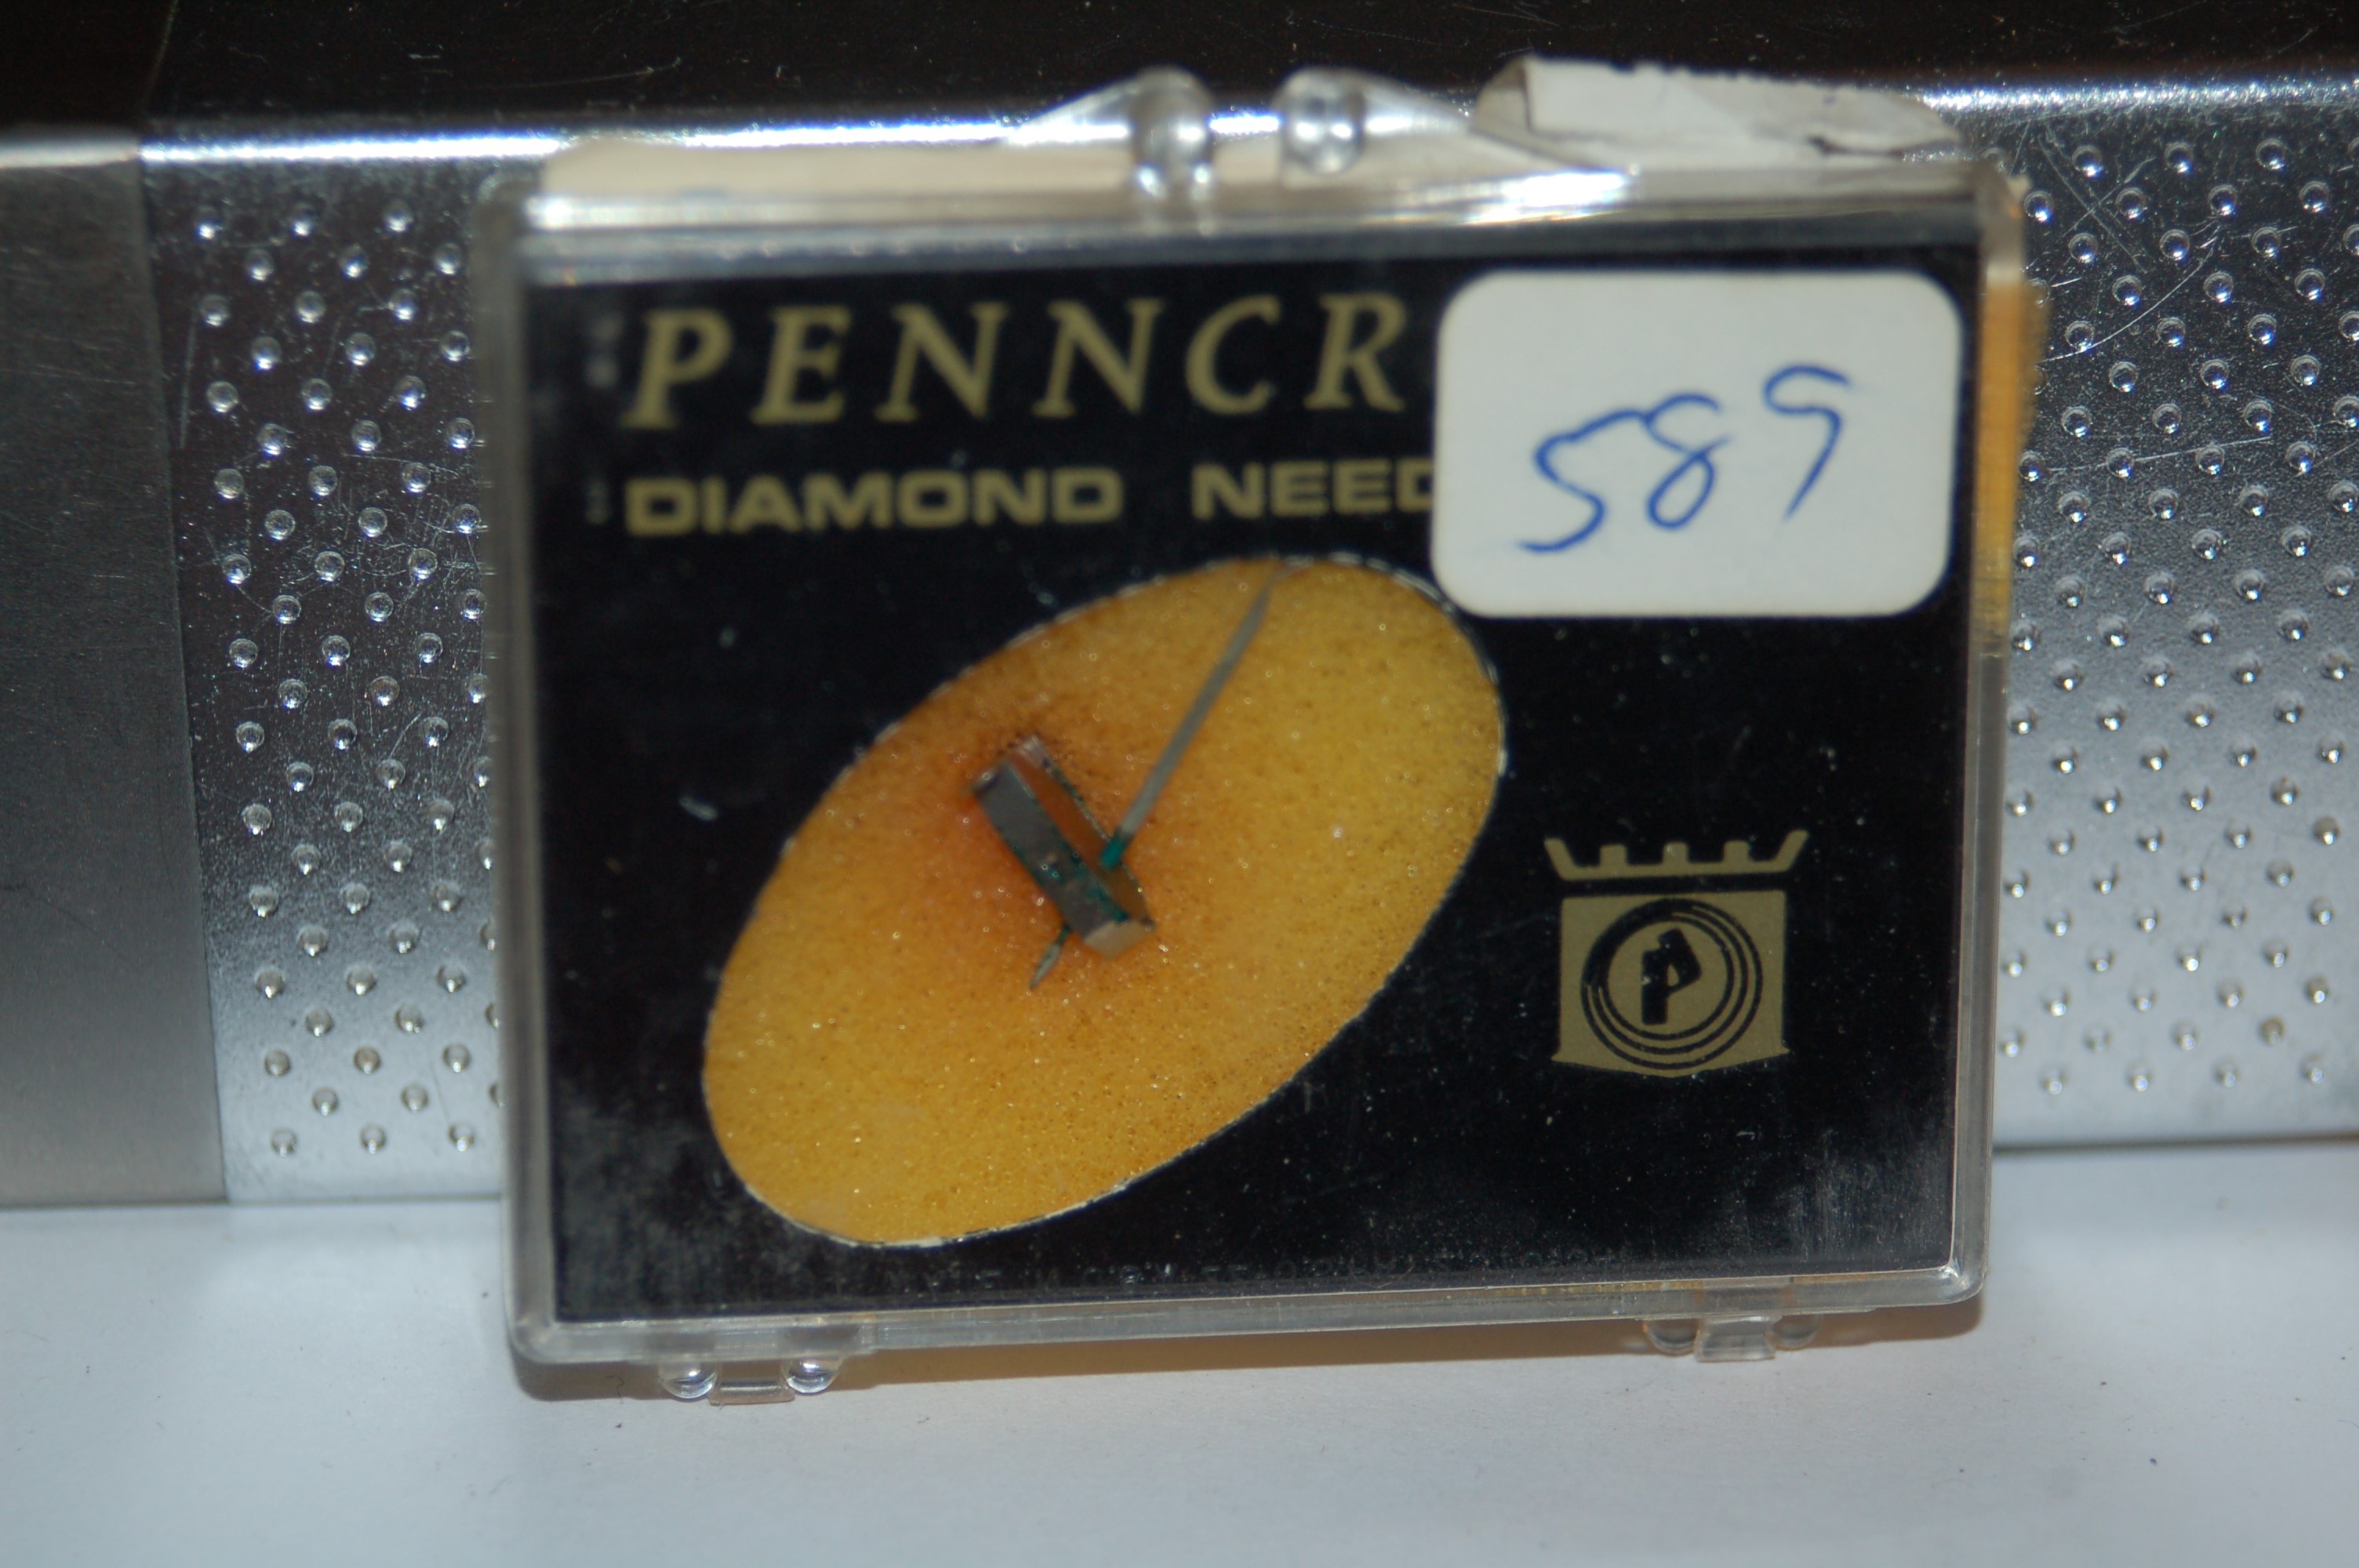 PENNCR
589
DIAMOND NEED
P